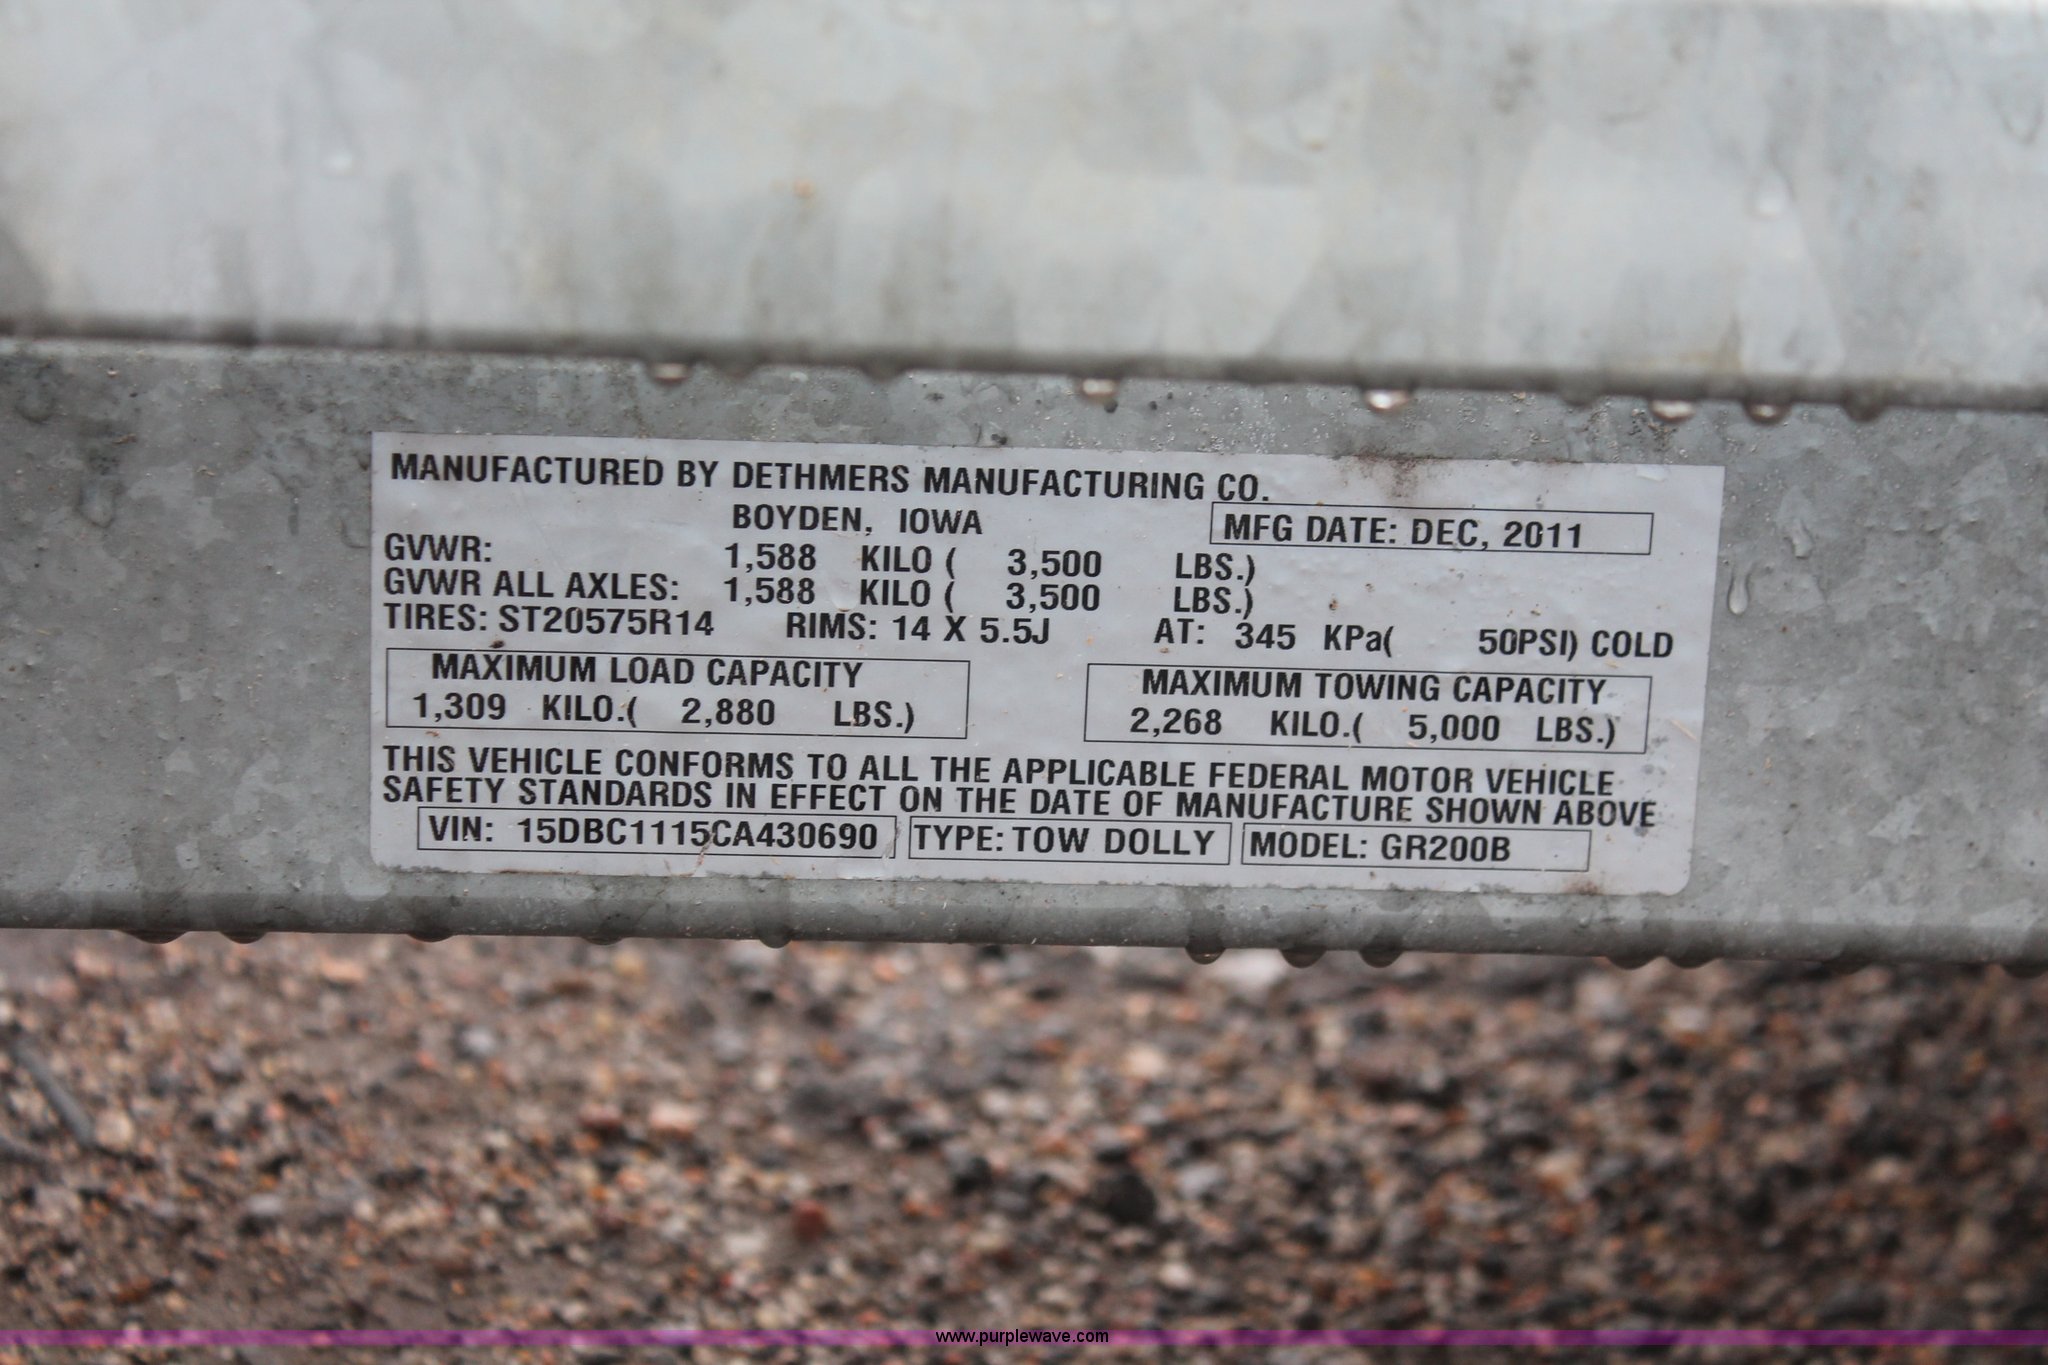 MANUFACTURED BY DETHMERS MANUFACTURING CO.
BOYDEN, IOWA
MFG DATE: DEC, 2011
GVWR: 1,588 KILO ( 3,500 LBS.)
GVWR ALL AXLES: 1,588 KILO ( 3,500 LBS.)
TIRES: ST20575R14 RIMS: 14 X 5.5J AT: 345 KPa( 50PSI) COLD
MAXIMUM LOAD CAPACITY
1,309 KILO.( 2,880 LBS.)
MAXIMUM TOWING CAPACITY
2,268 KILO.( 5,000 LBS.)
THIS VEHICLE CONFORMS TO ALL THE APPLICABLE FEDERAL MOTOR VEHICLE
SAFETY STANDARDS IN EFFECT ON THE DATE OF MANUFACTURE SHOWN ABOVE
VIN: 15DBC1115CA430690 TYPE: TOW DOLLY MODEL: GR200B
www.purplewave.com